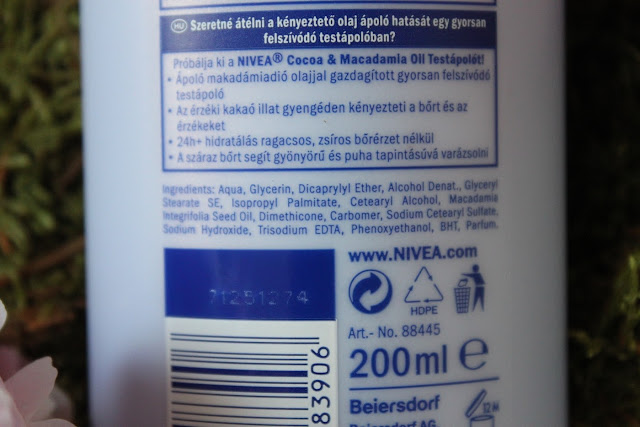 HU Szeretné átélni a kényeztető olaj ápoló hatását egy gyorsan
felszívódó testápolóban?
Próbálja ki a NIVEA® Cocoa & Macadamia Oil Testápolót!
• Ápoló makadámiadió olajjal gazdagított gyorsan felszívódó
testápoló
• Az érzéki kakaó illat gyengéden kényezteti a bőrt és az
érzékeket
• 24h+ hidratálás ragacsos, zsíros bőrérzet nélkül
• A száraz bőrt segít gyönyörű és puha tapintásúvá varázsolni
Ingredients: Aqua, Glycerin, Dicaprylyl Ether, Alcohol Denat., Glyceryl
Stearate SE, Isopropyl Palmitate, Cetearyl Alcohol, Macadamia
Integrifolia Seed Oil, Dimethicone, Carbomer, Sodium Cetearyl Sulfate,
Sodium Hydroxide, Trisodium EDTA, Phenoxyethanol, BHT, Parfum.
www.NIVEA.com
71251274
HDPE
Art.- No. 88445
200ml e
83906
Beiersdorf
12 M
Beiersdorf AG